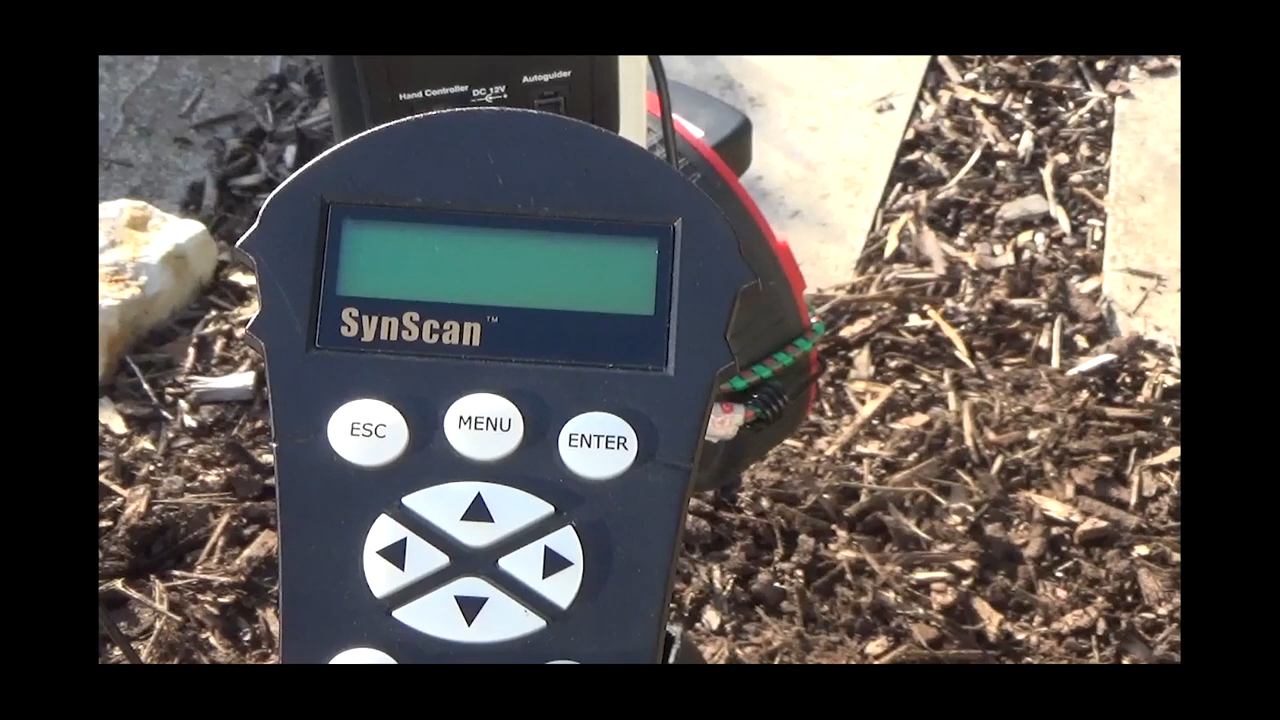 Hand Controller
DC 12V
Autoguider
SynScan™
ESC
MENU
ENTER